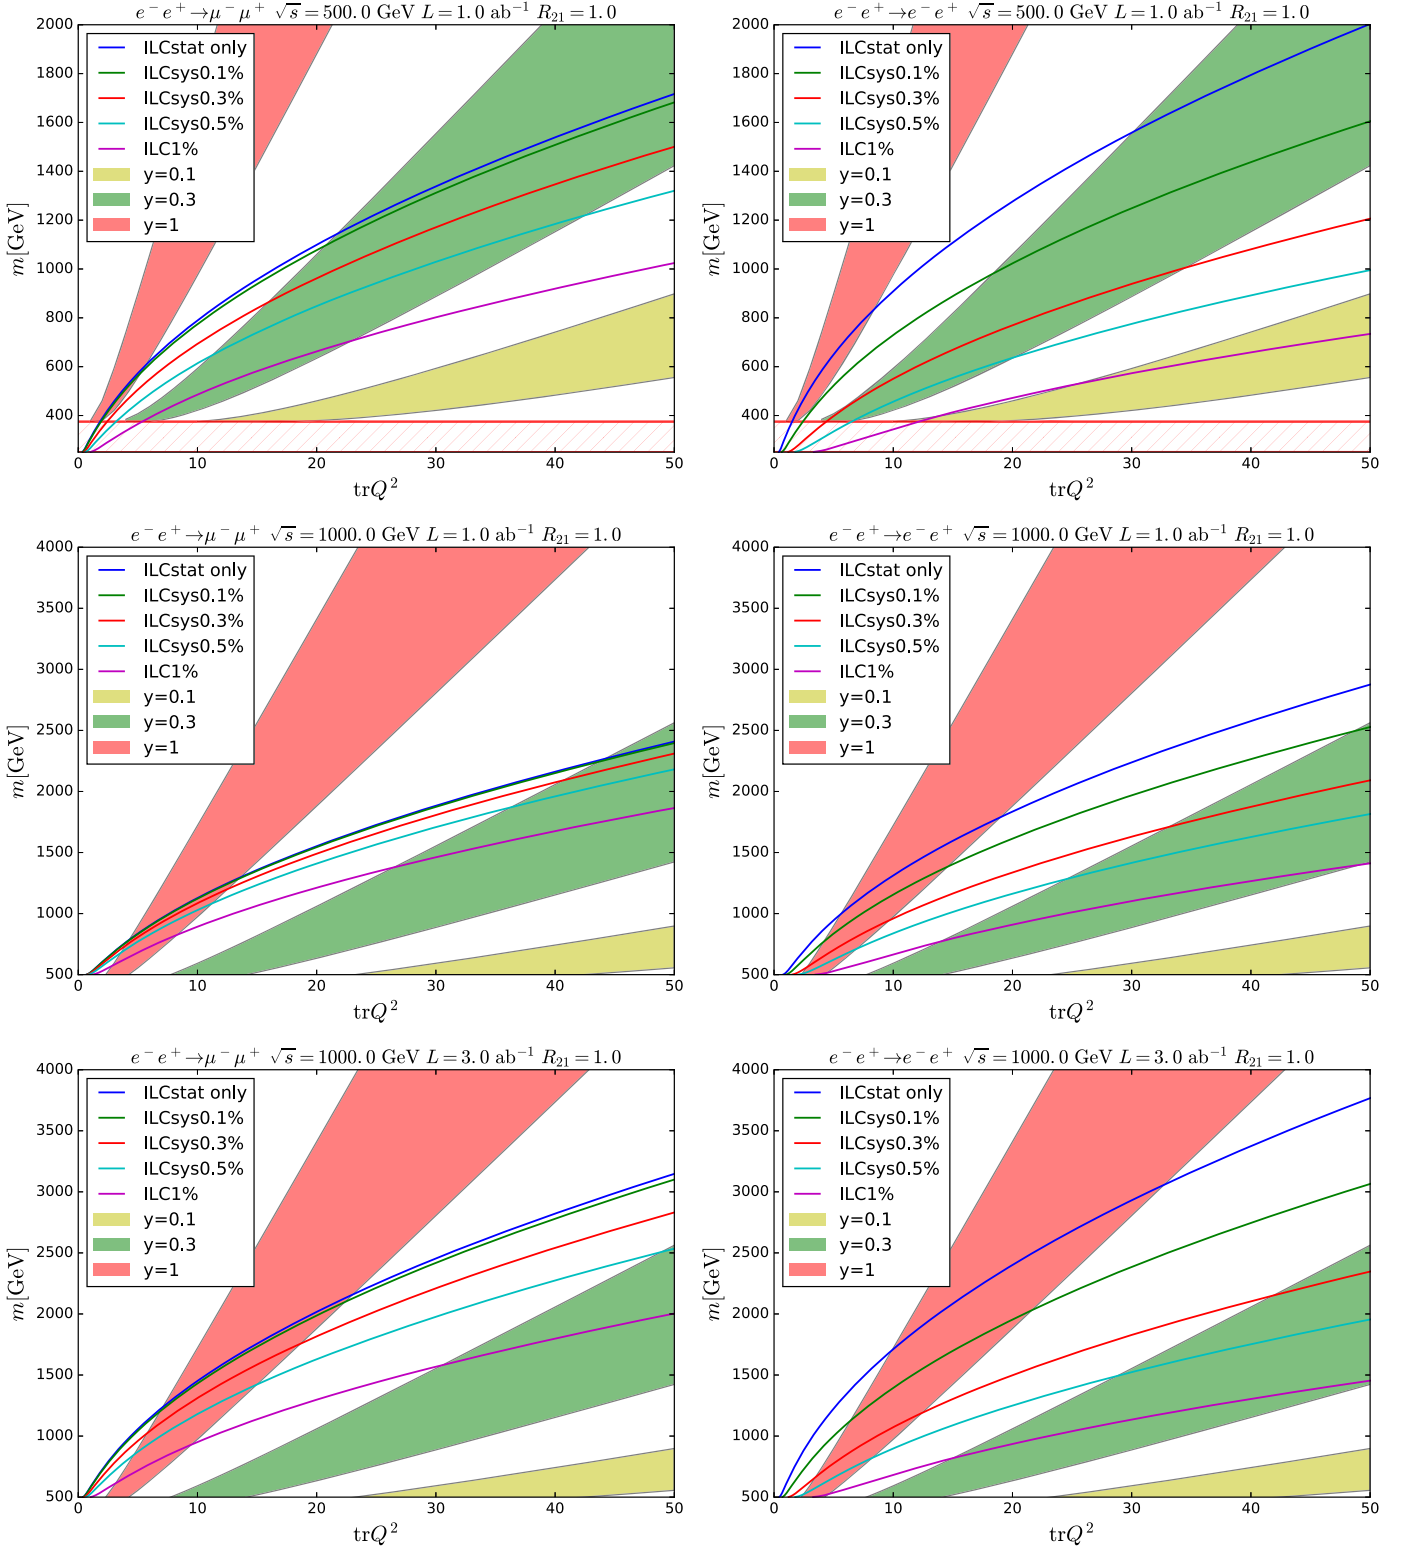 e⁻e⁺→μ⁻μ⁺ √s=500.0 GeV L=1.0 ab⁻¹ R₂₁=1.0
2000
1800
1600
1400
1200
1000
800
600
400
m[GeV]
ILCstat only
ILCsys0.1%
ILCsys0.3%
ILCsys0.5%
ILC1%
y=0.1
y=0.3
y=1
0 10 20 30 40 50
trQ²
e⁻e⁺→e⁻e⁺ √s=500.0 GeV L=1.0 ab⁻¹ R₂₁=1.0
2000
1800
1600
1400
1200
1000
800
600
400
m[GeV]
ILCstat only
ILCsys0.1%
ILCsys0.3%
ILCsys0.5%
ILC1%
y=0.1
y=0.3
y=1
0 10 20 30 40 50
trQ²
e⁻e⁺→μ⁻μ⁺ √s=1000.0 GeV L=1.0 ab⁻¹ R₂₁=1.0
4000
3500
3000
2500
2000
1500
1000
500
m[GeV]
ILCstat only
ILCsys0.1%
ILCsys0.3%
ILCsys0.5%
ILC1%
y=0.1
y=0.3
y=1
0 10 20 30 40 50
trQ²
e⁻e⁺→e⁻e⁺ √s=1000.0 GeV L=1.0 ab⁻¹ R₂₁=1.0
4000
3500
3000
2500
2000
1500
1000
500
m[GeV]
ILCstat only
ILCsys0.1%
ILCsys0.3%
ILCsys0.5%
ILC1%
y=0.1
y=0.3
y=1
0 10 20 30 40 50
trQ²
e⁻e⁺→μ⁻μ⁺ √s=1000.0 GeV L=3.0 ab⁻¹ R₂₁=1.0
4000
3500
3000
2500
2000
1500
1000
500
m[GeV]
ILCstat only
ILCsys0.1%
ILCsys0.3%
ILCsys0.5%
ILC1%
y=0.1
y=0.3
y=1
0 10 20 30 40 50
trQ²
e⁻e⁺→e⁻e⁺ √s=1000.0 GeV L=3.0 ab⁻¹ R₂₁=1.0
4000
3500
3000
2500
2000
1500
1000
500
m[GeV]
ILCstat only
ILCsys0.1%
ILCsys0.3%
ILCsys0.5%
ILC1%
y=0.1
y=0.3
y=1
0 10 20 30 40 50
trQ²